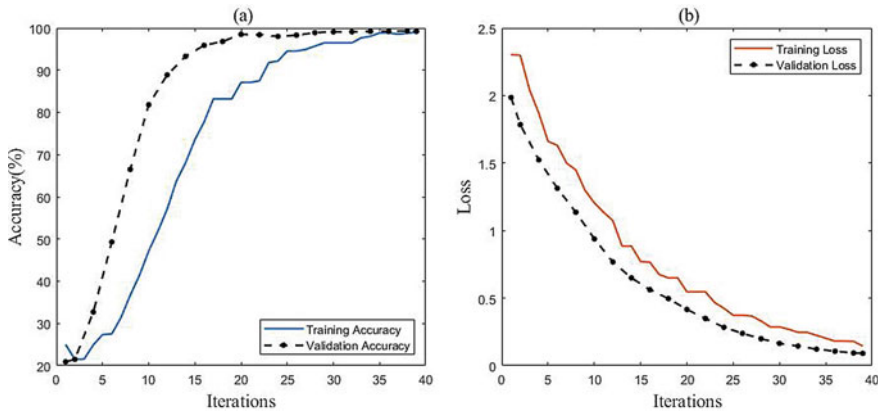 (a)
100
90
80
70
60
50
40
30
20
Accuracy(%)
Training Accuracy
Validation Accuracy
0 5 10 15 20 25 30 35 40
Iterations
(b)
2.5
2
1.5
1
0.5
0
Loss
Training Loss
Validation Loss
0 5 10 15 20 25 30 35 40
Iterations